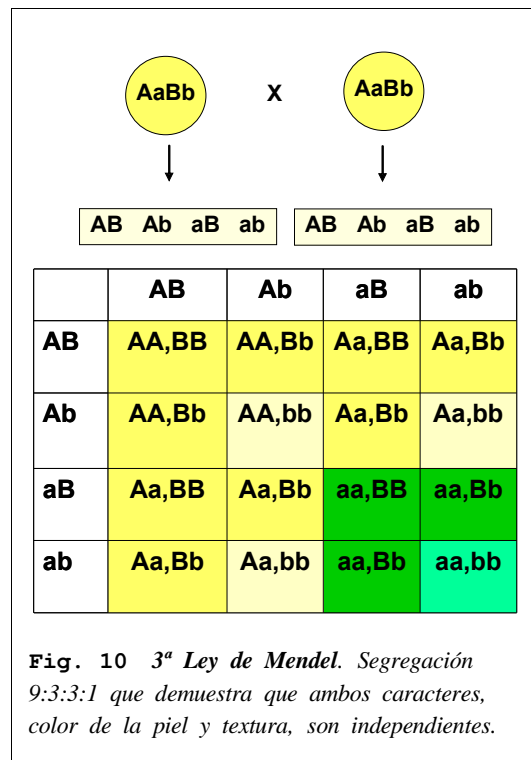 AaBb X AaBb
AB Ab aB ab AB Ab aB ab
AB Ab aB ab
AB AA,BB AA,Bb Aa,BB Aa,Bb
Ab AA,Bb AA,bb Aa,Bb Aa,bb
aB Aa,BB Aa,Bb aa,BB aa,Bb
ab Aa,Bb Aa,bb aa,Bb aa,bb
Fig. 10 3ª Ley de Mendel. Segregación
9:3:3:1 que demuestra que ambos caracteres,
color de la piel y textura, son independientes.